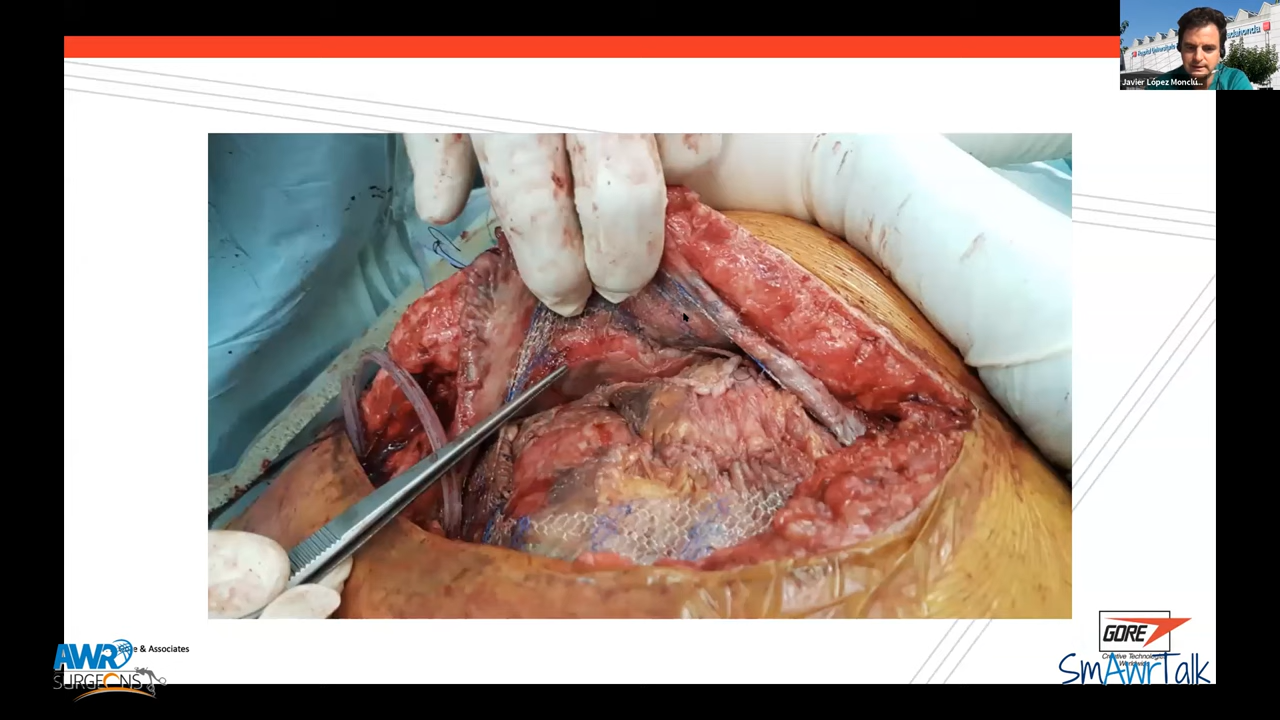 Javier López Monclú...
& Associates
AWR
SURGEONS
GORE
Creative Technologies
Worldwide
SmAwrTalk